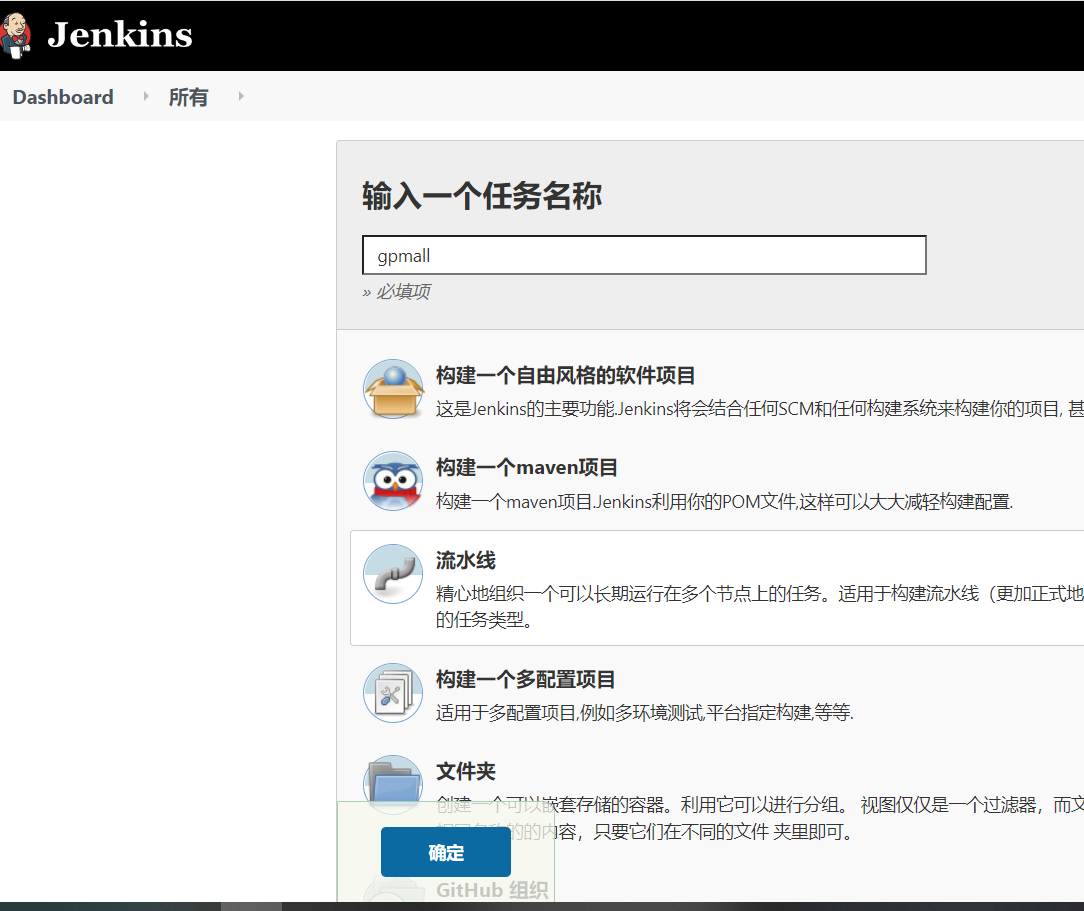 Jenkins
Dashboard
所有
输入一个任务名称
gpmall
» 必填项
构建一个自由风格的软件项目
这是Jenkins的主要功能.Jenkins将会结合任何SCM和任何构建系统来构建你的项目, 甚
构建一个maven项目
构建一个maven项目.Jenkins利用你的POM文件,这样可以大大减轻构建配置.
流水线
精心地组织一个可以长期运行在多个节点上的任务。适用于构建流水线（更加正式地
的任务类型。
构建一个多配置项目
适用于多配置项目,例如多环境测试,平台指定构建,等等.
文件夹
创建一个可以嵌套存储的容器。利用它可以进行分组。 视图仅仅是一个过滤器，而文
的内容，只要它们在不同的文件 夹里即可。
确定
GitHub 组织